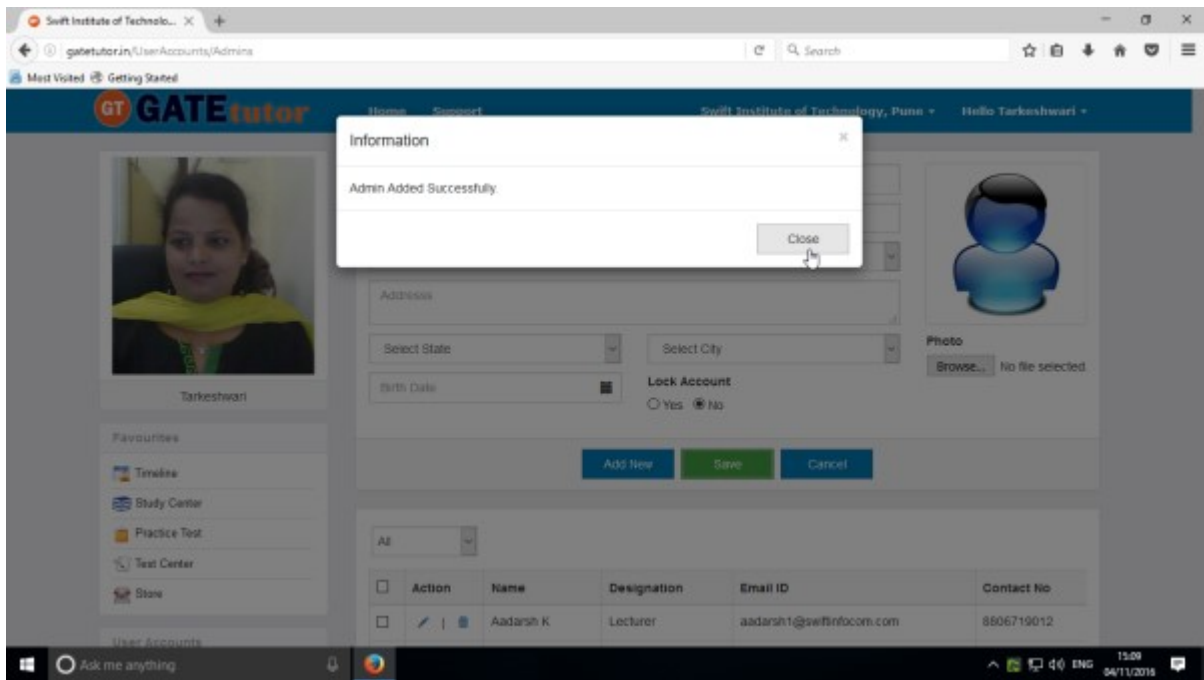 Swift Institute of Technolo...
gatetutor.in/UserAccounts/Admins
Search
Most Visited Getting Started
GT GATEtutor Home Support Swift Institute of Technology, Pune Hello Tarkeshwari
Information
Admin Added Successfully.
Close
Addresss
Select State Select City
Photo
Browse... No file selected.
Birth Date
Lock Account
Yes No
Tarkeshwari
Favourites
Timeline
Study Center
Practice Test
Test Center
Store
User Accounts
Add New Save Cancel
All
Action Name Designation Email ID Contact No
| Aadarsh K Lecturer aadarsh1@swiftinfocom.com 8806719012
Ask me anything
ENG 15:09
04/11/2016